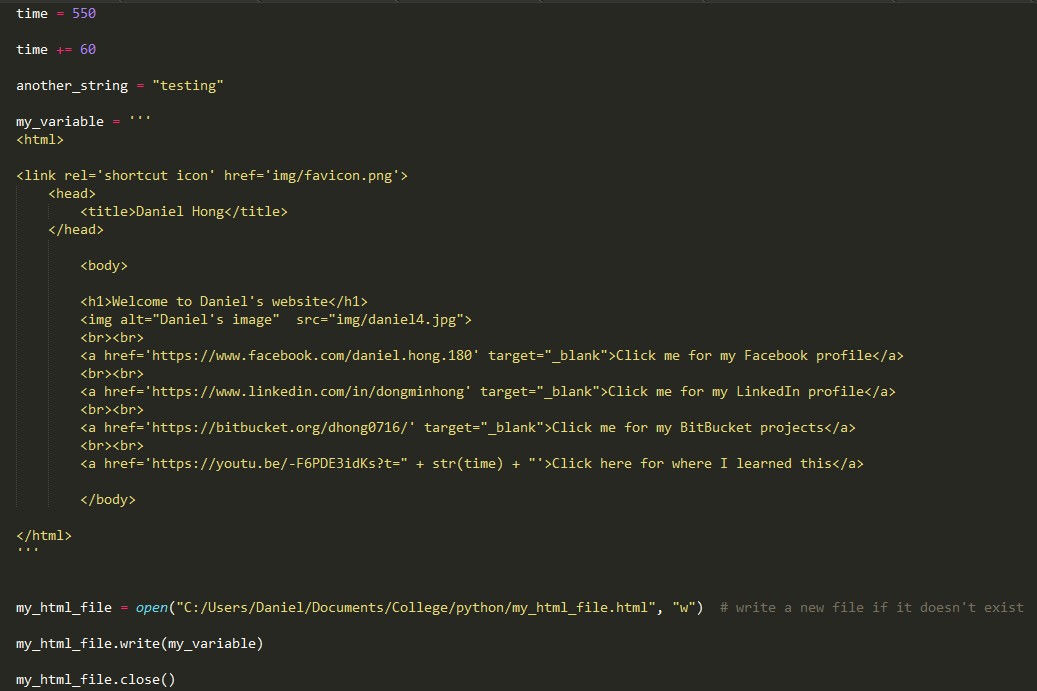 time = 550
time += 60
another_string = "testing"
my_variable = '''
<html>
<link rel='shortcut icon' href='img/favicon.png'>
<head>
<title>Daniel Hong</title>
</head>
<body>
<h1>Welcome to Daniel's website</h1>
<img alt="Daniel's image"  src="img/daniel4.jpg">
<br><br>
<a href='https://www.facebook.com/daniel.hong.180' target="_blank">Click me for my Facebook profile</a>
<br><br>
<a href='https://www.linkedin.com/in/dongminhong' target="_blank">Click me for my LinkedIn profile</a>
<br><br>
<a href='https://bitbucket.org/dhong0716/' target="_blank">Click me for my BitBucket projects</a>
<br><br>
<a href='https://youtu.be/-F6PDE3idKs?t=" + str(time) + "'>Click here for where I learned this</a>
</body>
</html>
'''
my_html_file = open("C:/Users/Daniel/Documents/College/python/my_html_file.html", "w")  # write a new file if it doesn't exist
my_html_file.write(my_variable)
my_html_file.close()